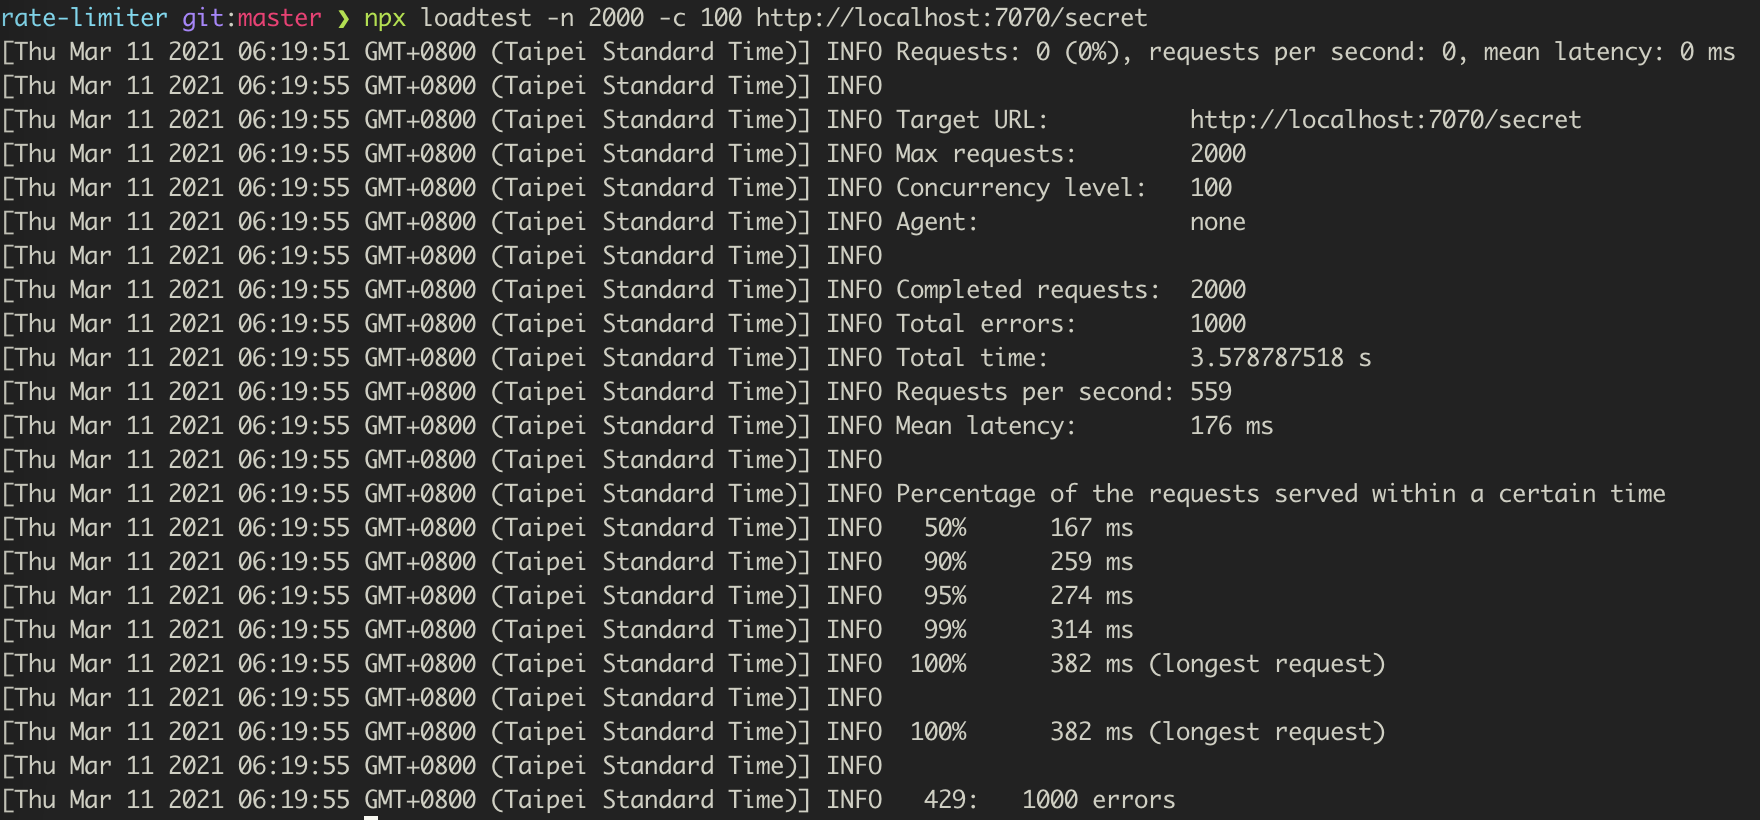 rate-limiter git:master ❯ npx loadtest -n 2000 -c 100 http://localhost:7070/secret
[Thu Mar 11 2021 06:19:51 GMT+0800 (Taipei Standard Time)] INFO Requests: 0 (0%), requests per second: 0, mean latency: 0 ms
[Thu Mar 11 2021 06:19:55 GMT+0800 (Taipei Standard Time)] INFO
[Thu Mar 11 2021 06:19:55 GMT+0800 (Taipei Standard Time)] INFO Target URL:          http://localhost:7070/secret
[Thu Mar 11 2021 06:19:55 GMT+0800 (Taipei Standard Time)] INFO Max requests:        2000
[Thu Mar 11 2021 06:19:55 GMT+0800 (Taipei Standard Time)] INFO Concurrency level:   100
[Thu Mar 11 2021 06:19:55 GMT+0800 (Taipei Standard Time)] INFO Agent:               none
[Thu Mar 11 2021 06:19:55 GMT+0800 (Taipei Standard Time)] INFO
[Thu Mar 11 2021 06:19:55 GMT+0800 (Taipei Standard Time)] INFO Completed requests:  2000
[Thu Mar 11 2021 06:19:55 GMT+0800 (Taipei Standard Time)] INFO Total errors:        1000
[Thu Mar 11 2021 06:19:55 GMT+0800 (Taipei Standard Time)] INFO Total time:          3.578787518 s
[Thu Mar 11 2021 06:19:55 GMT+0800 (Taipei Standard Time)] INFO Requests per second: 559
[Thu Mar 11 2021 06:19:55 GMT+0800 (Taipei Standard Time)] INFO Mean latency:        176 ms
[Thu Mar 11 2021 06:19:55 GMT+0800 (Taipei Standard Time)] INFO
[Thu Mar 11 2021 06:19:55 GMT+0800 (Taipei Standard Time)] INFO Percentage of the requests served within a certain time
[Thu Mar 11 2021 06:19:55 GMT+0800 (Taipei Standard Time)] INFO   50%      167 ms
[Thu Mar 11 2021 06:19:55 GMT+0800 (Taipei Standard Time)] INFO   90%      259 ms
[Thu Mar 11 2021 06:19:55 GMT+0800 (Taipei Standard Time)] INFO   95%      274 ms
[Thu Mar 11 2021 06:19:55 GMT+0800 (Taipei Standard Time)] INFO   99%      314 ms
[Thu Mar 11 2021 06:19:55 GMT+0800 (Taipei Standard Time)] INFO  100%      382 ms (longest request)
[Thu Mar 11 2021 06:19:55 GMT+0800 (Taipei Standard Time)] INFO
[Thu Mar 11 2021 06:19:55 GMT+0800 (Taipei Standard Time)] INFO  100%      382 ms (longest request)
[Thu Mar 11 2021 06:19:55 GMT+0800 (Taipei Standard Time)] INFO
[Thu Mar 11 2021 06:19:55 GMT+0800 (Taipei Standard Time)] INFO   429:   1000 errors